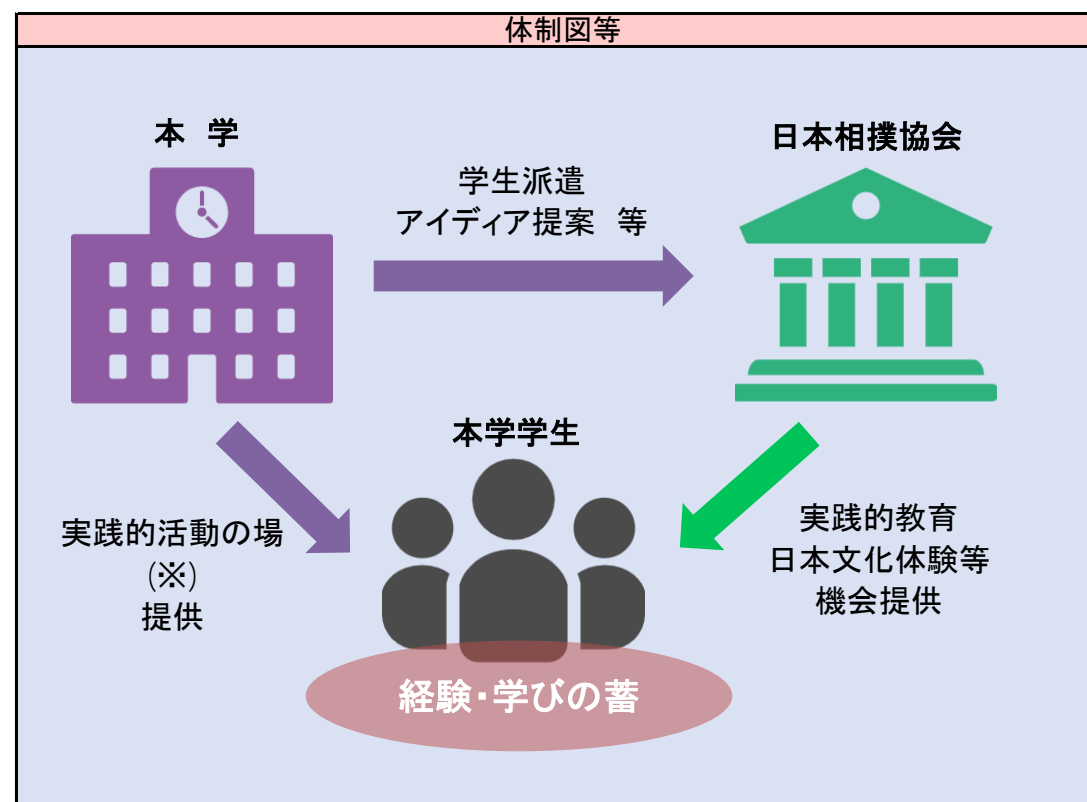 体制図等
本 学
日本相撲協会
学生派遣
アイディア提案 等
本学学生
実践的活動の場
(※)
提供
実践的教育
日本文化体験等
機会提供
経験・学びの蓄